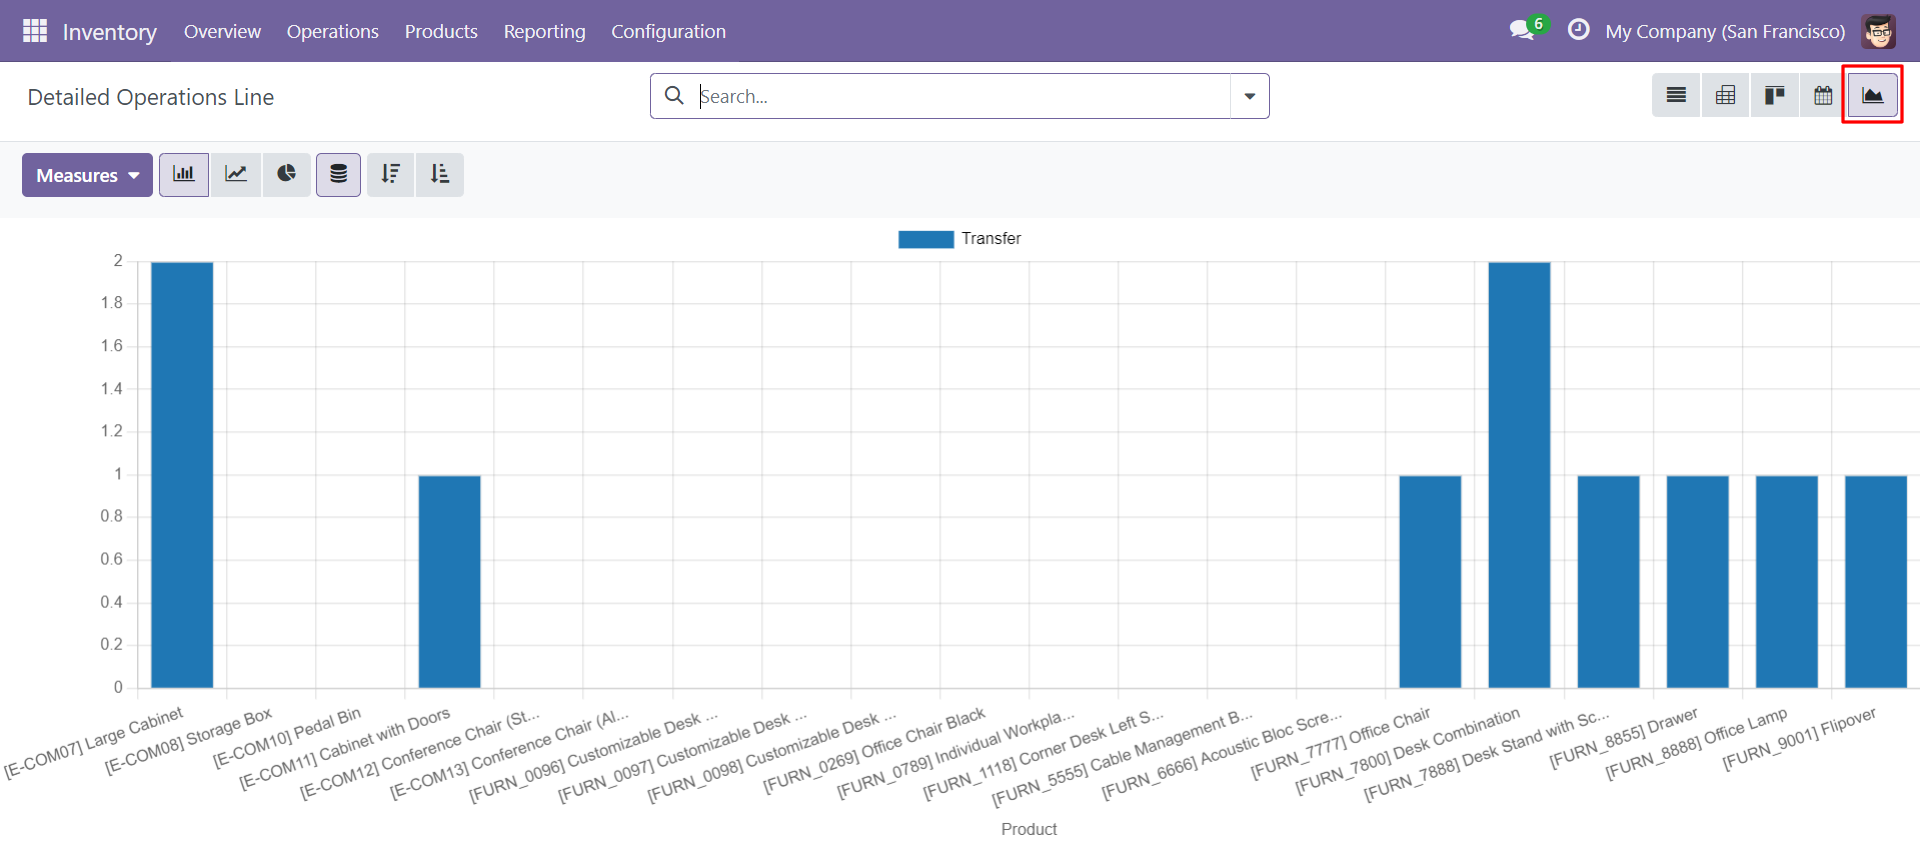 Inventory Overview Operations Products Reporting Configuration 6 My Company (San Francisco)
Detailed Operations Line Search...
Measures
Transfer
2
1.8
1.6
1.4
1.2
1
0.8
0.6
0.4
0.2
0
[E-COM07] Large Cabinet
[E-COM08] Storage Box
[E-COM10] Pedal Bin
[E-COM11] Cabinet with Doors
[E-COM12] Conference Chair (St...
[E-COM13] Conference Chair (Al...
[FURN_0096] Customizable Desk ...
[FURN_0097] Customizable Desk ...
[FURN_0098] Customizable Desk ...
[FURN_0269] Office Chair Black
[FURN_0789] Individual Workpla...
[FURN_1118] Corner Desk Left S...
[FURN_5555] Cable Management B...
[FURN_6666] Acoustic Bloc Scre...
[FURN_7777] Office Chair
[FURN_7800] Desk Combination
[FURN_7888] Desk Stand with Sc...
[FURN_8855] Drawer
[FURN_8888] Office Lamp
[FURN_9001] Flipover
Product